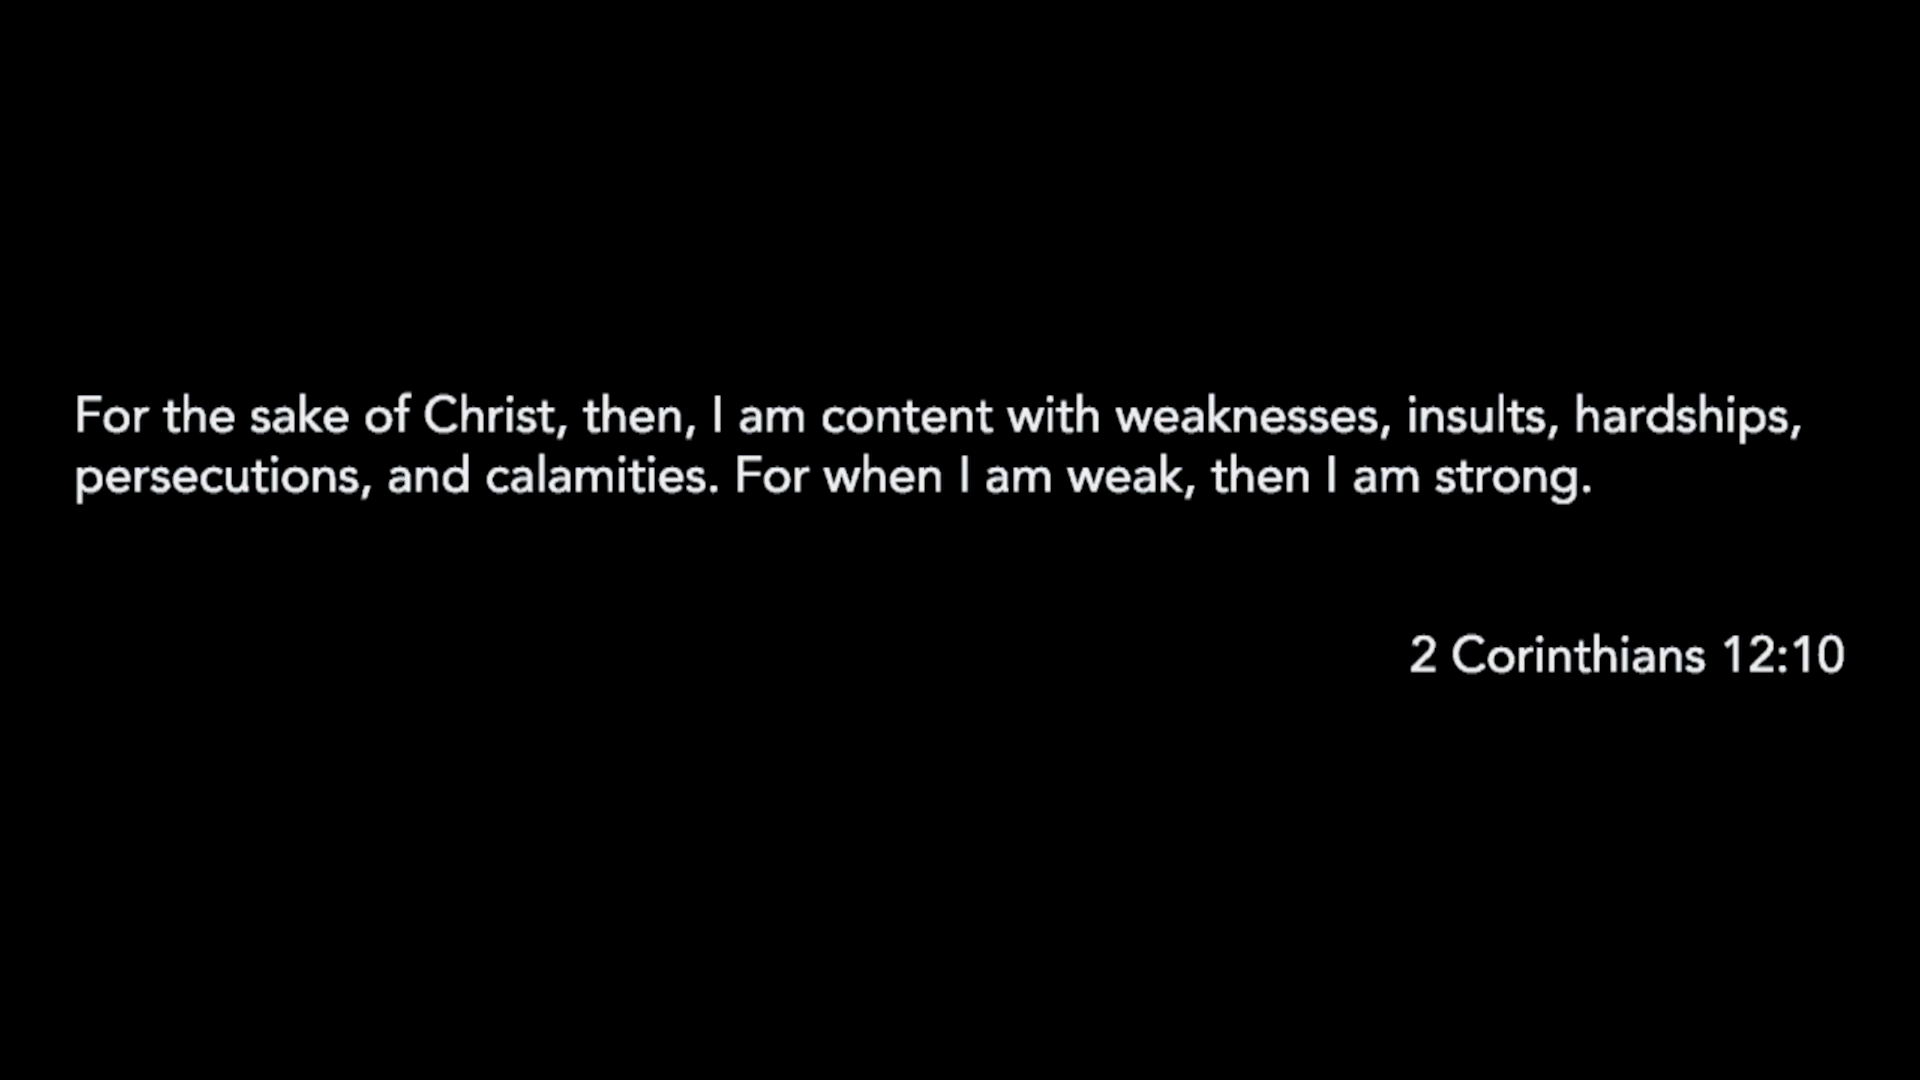 For the sake of Christ, then, I am content with weaknesses, insults, hardships,
persecutions, and calamities. For when I am weak, then I am strong.
2 Corinthians 12:10